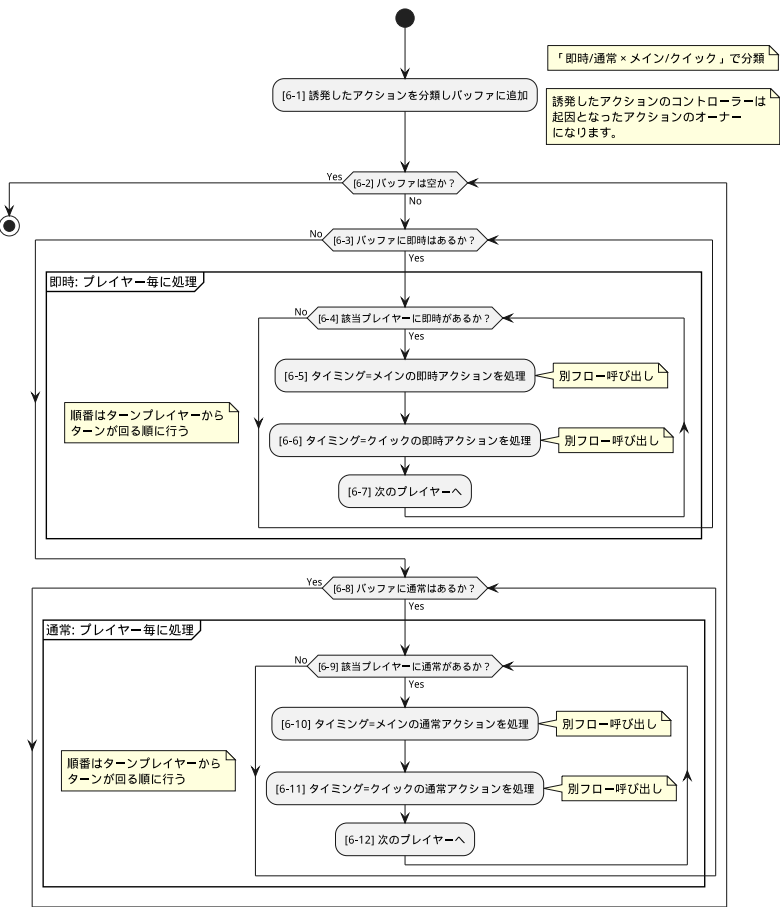 「即時/通常 × メイン/クイック」で分類
[6-1] 誘発したアクションを分類しバッファに追加
誘発したアクションのコントローラーは
起因となったアクションのオーナー
になります。
Yes
[6-2] バッファは空か？
No
No
[6-3] バッファに即時はあるか？
Yes
即時: プレイヤー毎に処理
No
[6-4] 該当プレイヤーに即時があるか？
Yes
[6-5] タイミング=メインの即時アクションを処理
別フロー呼び出し
順番はターンプレイヤーから
ターンが回る順に行う
[6-6] タイミング=クイックの即時アクションを処理
別フロー呼び出し
[6-7] 次のプレイヤーへ
Yes
[6-8] バッファに通常はあるか？
Yes
通常: プレイヤー毎に処理
No
[6-9] 該当プレイヤーに通常があるか？
Yes
[6-10] タイミング=メインの通常アクションを処理
別フロー呼び出し
順番はターンプレイヤーから
ターンが回る順に行う
[6-11] タイミング=クイックの通常アクションを処理
別フロー呼び出し
[6-12] 次のプレイヤーへ